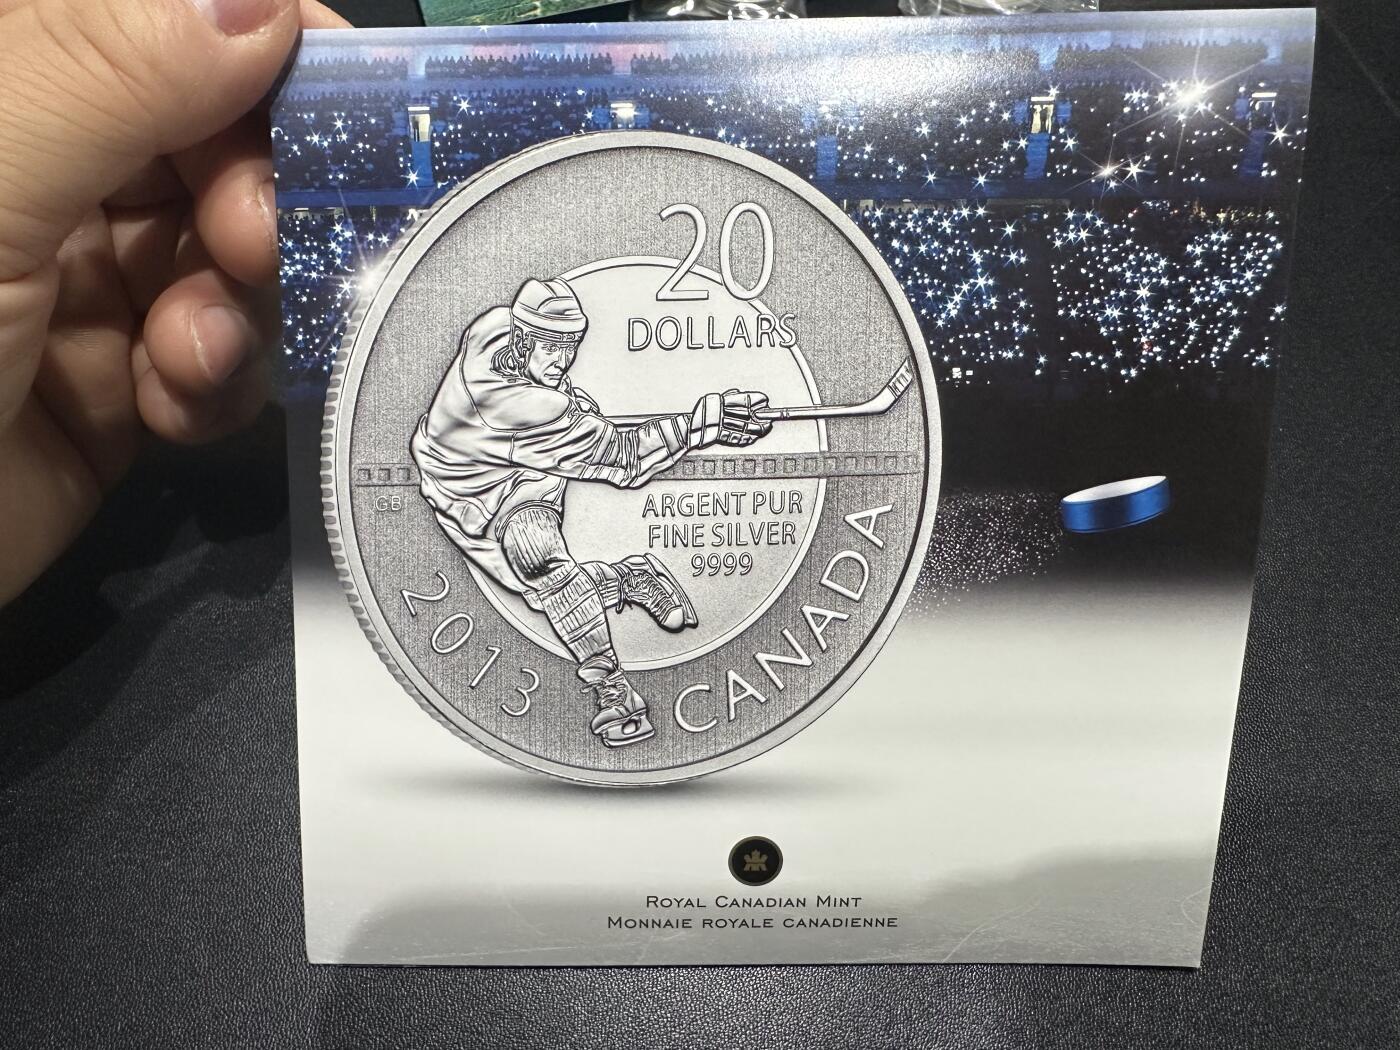 20
DOLLARS
ARGENT PUR
FINE SILVER
9999
GB
2013
CANADA
ROYAL CANADIAN MINT
MONNAIE ROYALE CANADIENNE